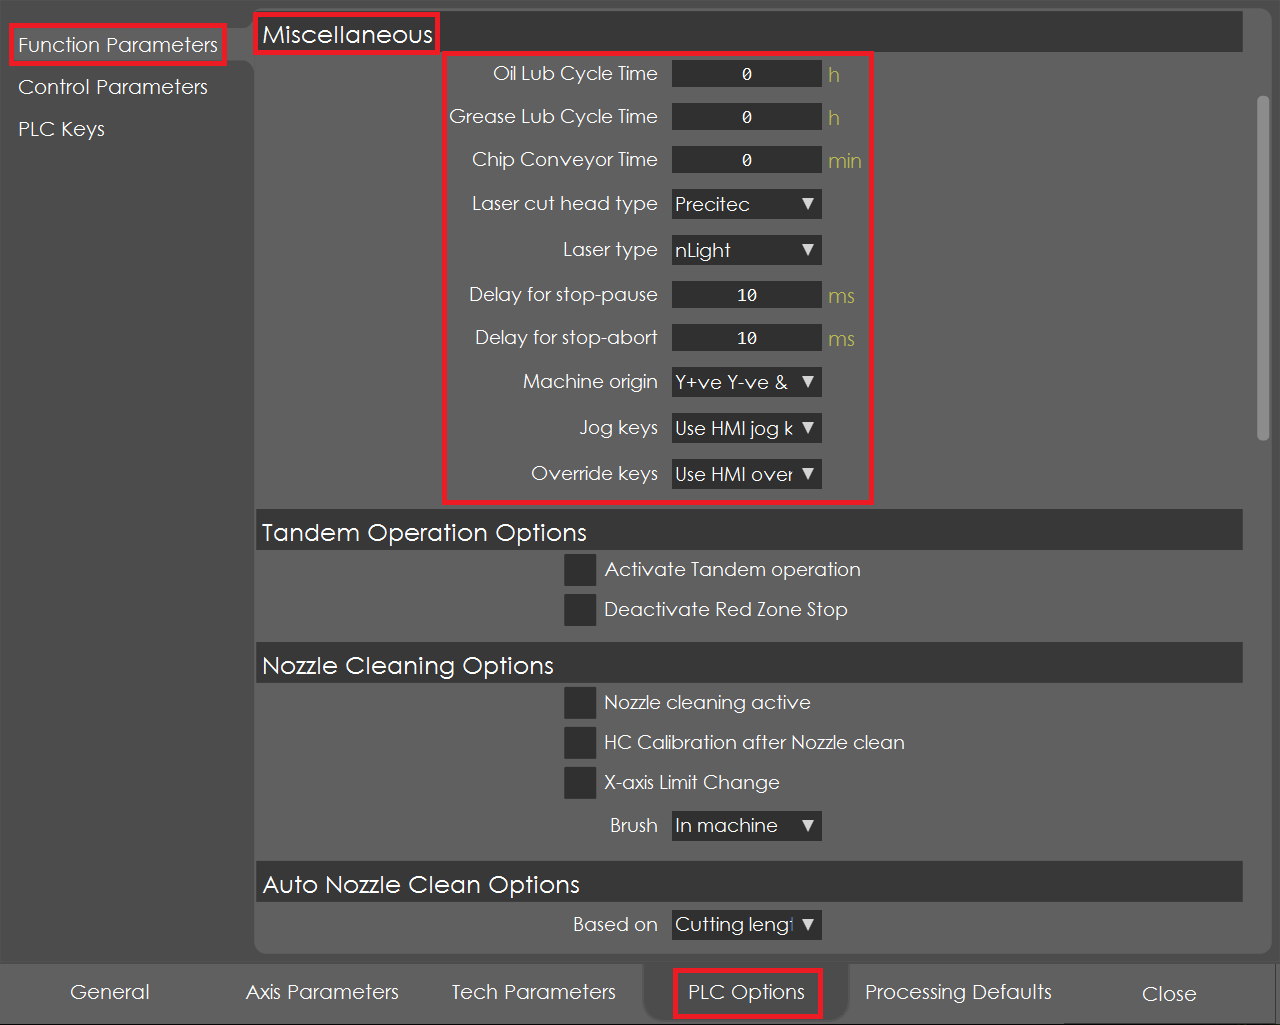 Function Parameters
Control Parameters
PLC Keys
Miscellaneous
Oil Lub Cycle Time 0 h
Grease Lub Cycle Time 0 h
Chip Conveyor Time 0 min
Laser cut head type Precitec ▼
Laser type nLight ▼
Delay for stop-pause 10 ms
Delay for stop-abort 10 ms
Machine origin Y+ve Y-ve & ▼
Jog keys Use HMI jog k ▼
Override keys Use HMI over ▼
Tandem Operation Options
Activate Tandem operation
Deactivate Red Zone Stop
Nozzle Cleaning Options
Nozzle cleaning active
HC Calibration after Nozzle clean
X-axis Limit Change
Brush In machine ▼
Auto Nozzle Clean Options
Based on Cutting lengt ▼
General Axis Parameters Tech Parameters PLC Options Processing Defaults Close